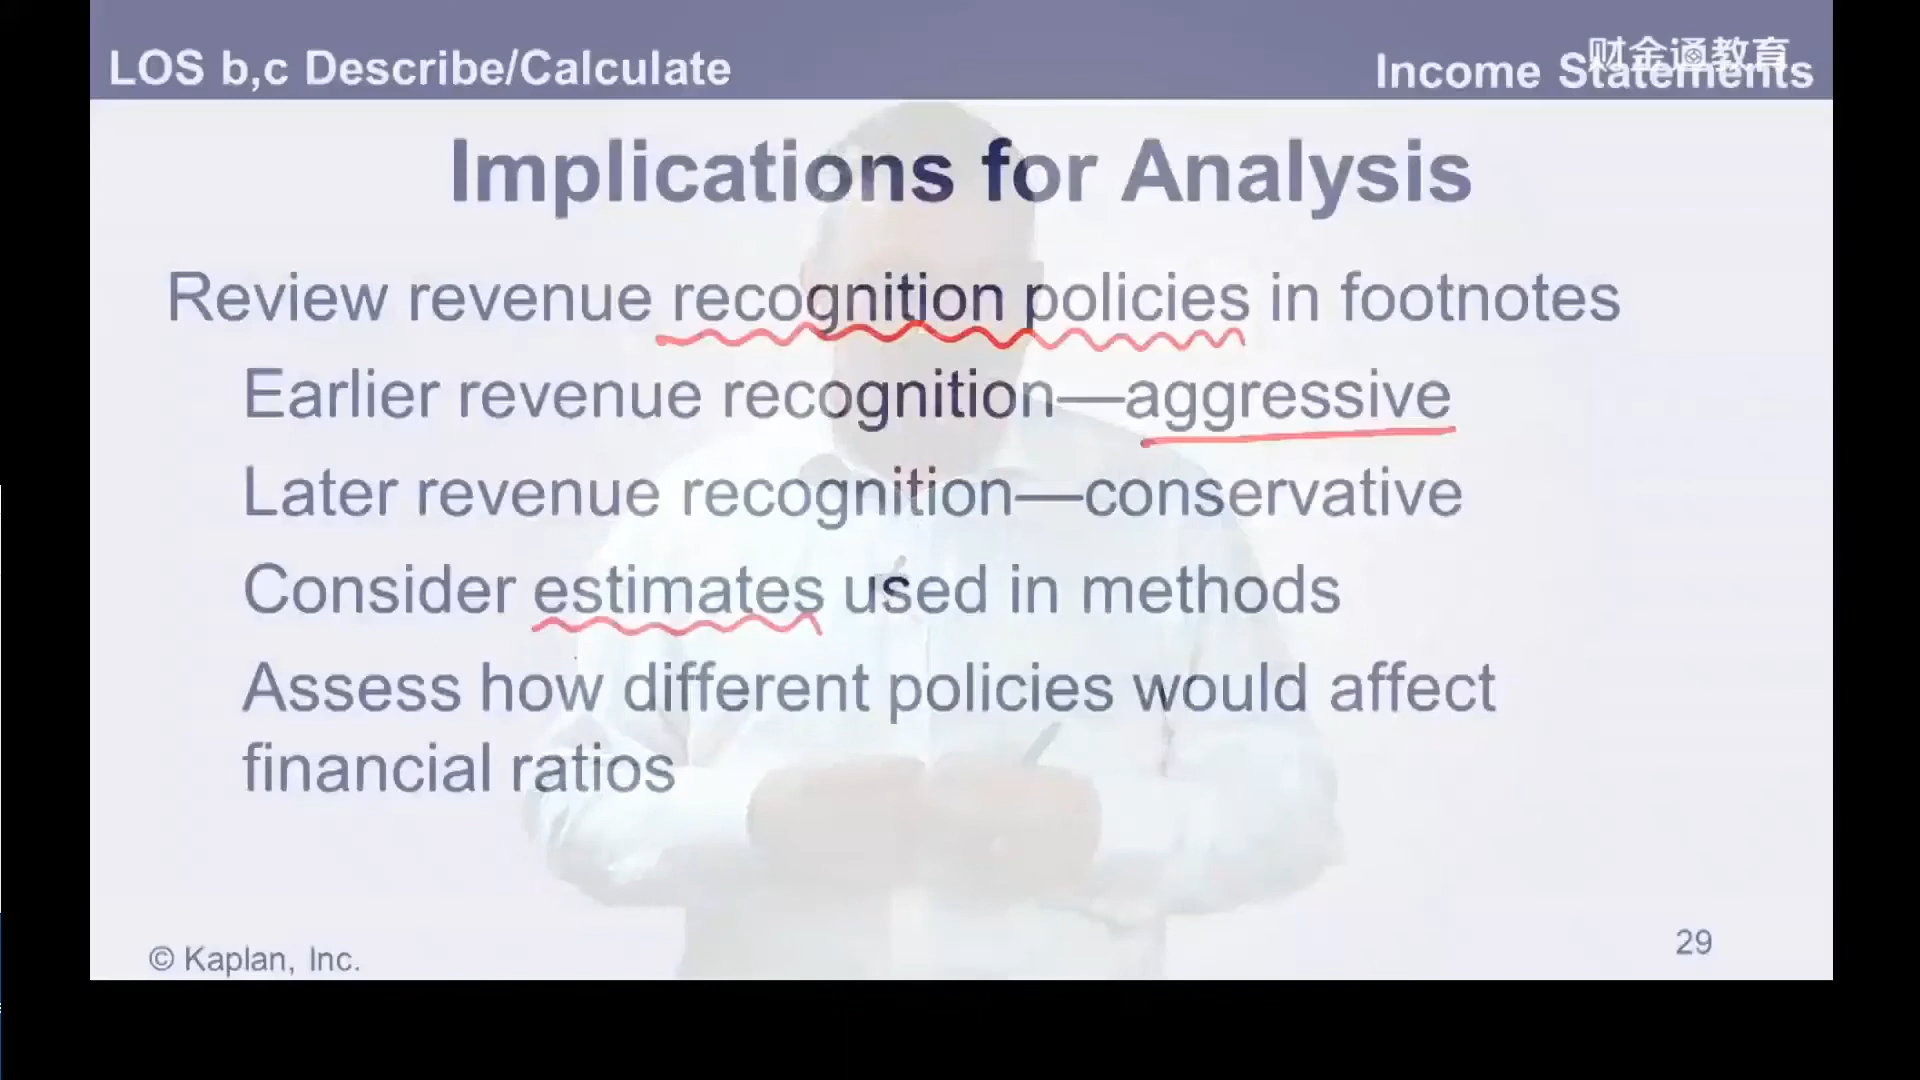 LOS b,c Describe/Calculate
Income Statements
财金通教育
Implications for Analysis
Review revenue recognition policies in footnotes
Earlier revenue recognition—aggressive
Later revenue recognition—conservative
Consider estimates used in methods
Assess how different policies would affect
financial ratios
© Kaplan, Inc.
29